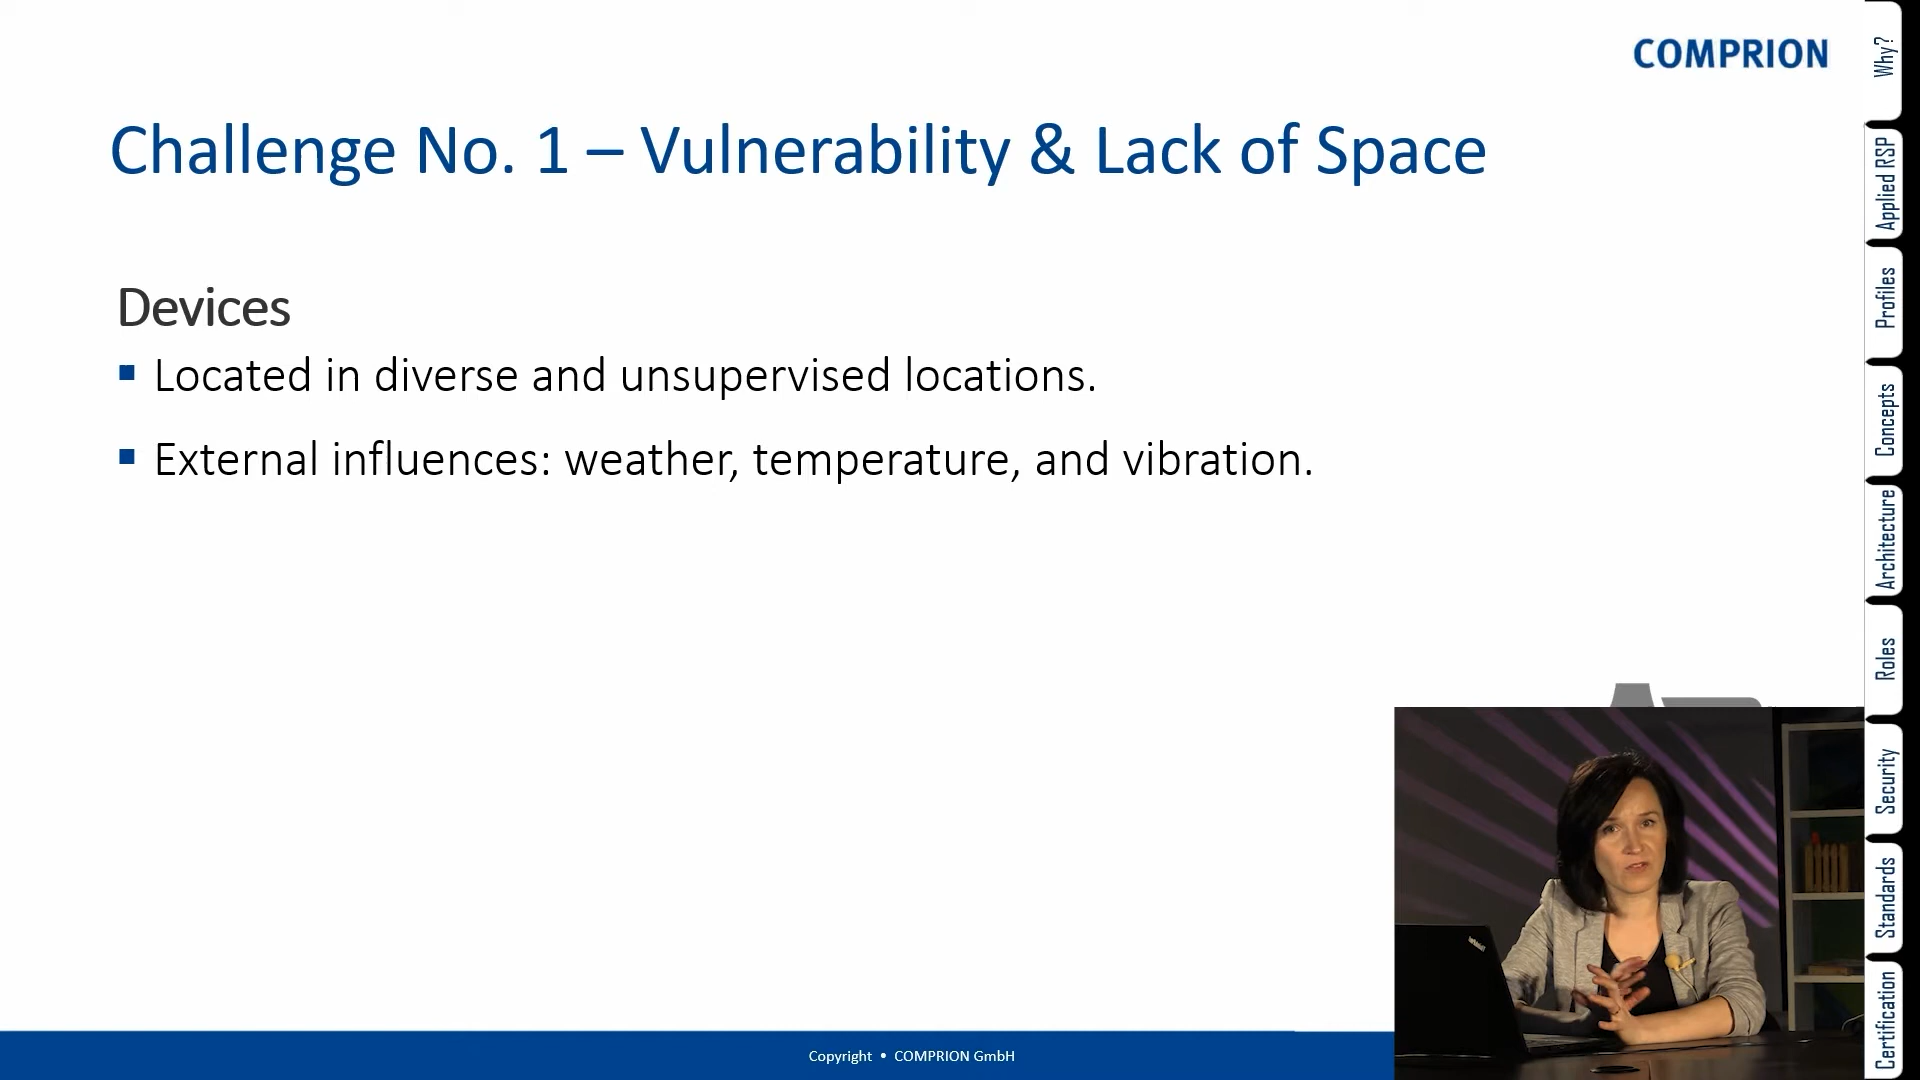 COMPRION
Challenge No. 1 – Vulnerability & Lack of Space
Devices
▪ Located in diverse and unsupervised locations.
▪ External influences: weather, temperature, and vibration.
Copyright • COMPRION GmbH
Why?
Applied RSP
Profiles
Concepts
Architecture
Roles
Security
Standards
Certification